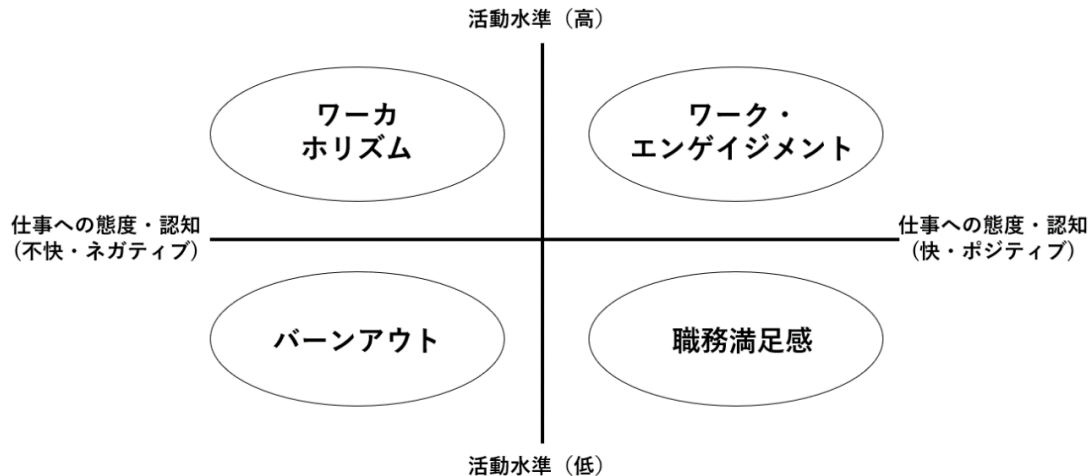 活動水準（高）
ワーカ
ホリズム
ワーク・
エンゲイジメント
仕事への態度・認知
(不快・ネガティブ)
仕事への態度・認知
(快・ポジティブ)
バーンアウト
職務満足感
活動水準（低）